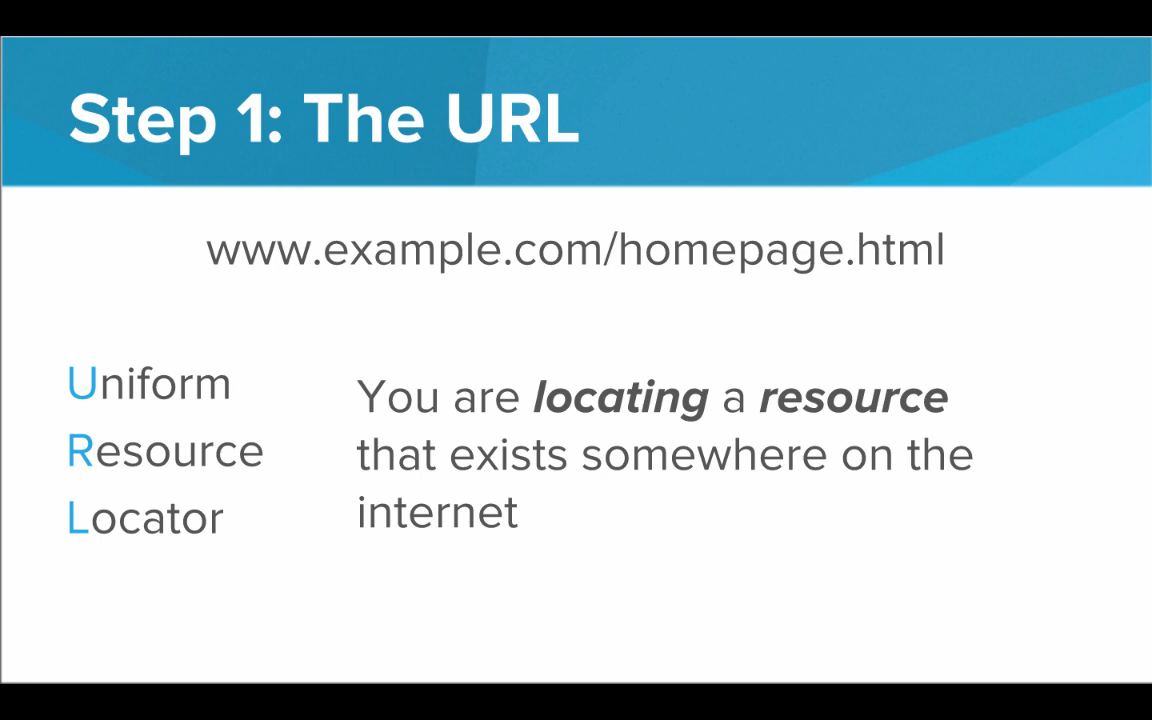 Step 1: The URL
www.example.com/homepage.html
Uniform
Resource
Locator
You are locating a resource
that exists somewhere on the
internet